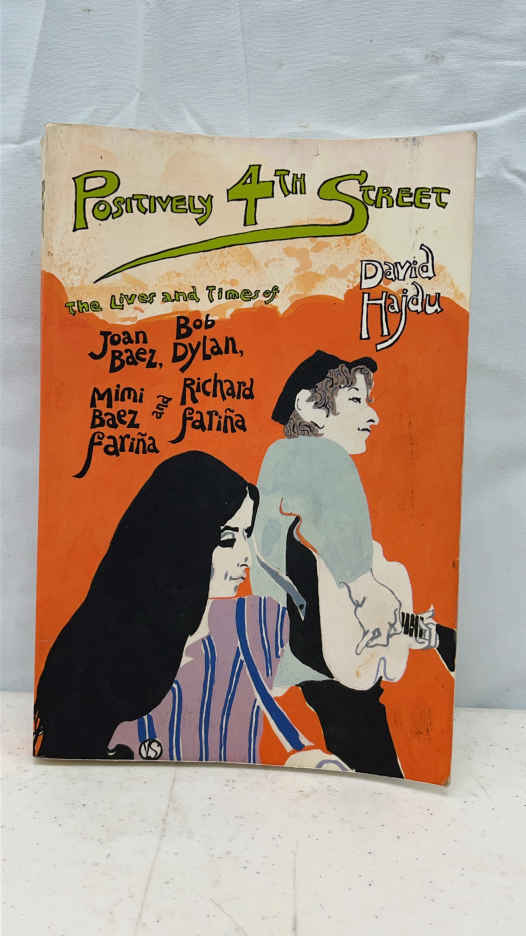 Positively 4th Street
David
Hajdu
The Lives and Times of
Joan
Baez,
Bob
Dylan,
Mimi
Baez
Fariña
and
Richard
Fariña
VS